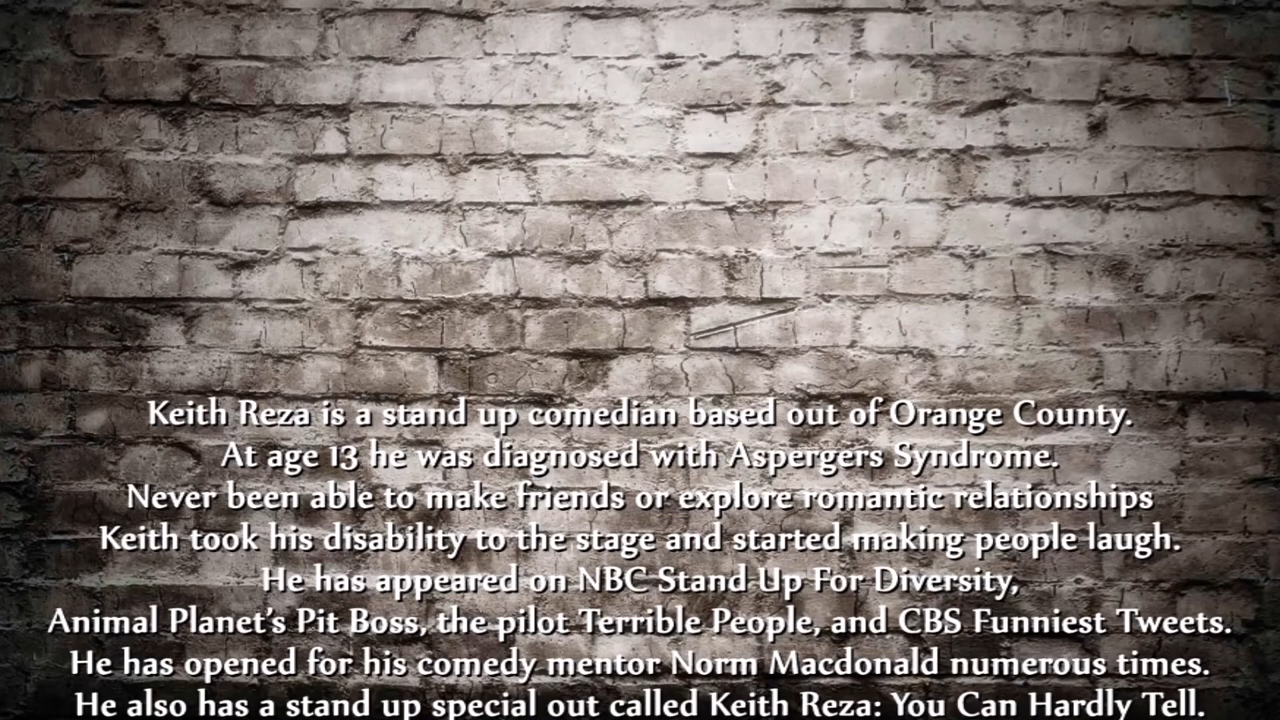 Keith Reza is a stand up comedian based out of Orange County.
At age 13 he was diagnosed with Aspergers Syndrome.
Never been able to make friends or explore romantic relationships
Keith took his disability to the stage and started making people laugh.
He has appeared on NBC Stand Up For Diversity,
Animal Planet's Pit Boss, the pilot Terrible People, and CBS Funniest Tweets.
He has opened for his comedy mentor Norm Macdonald numerous times.
He also has a stand up special out called Keith Reza: You Can Hardly Tell.